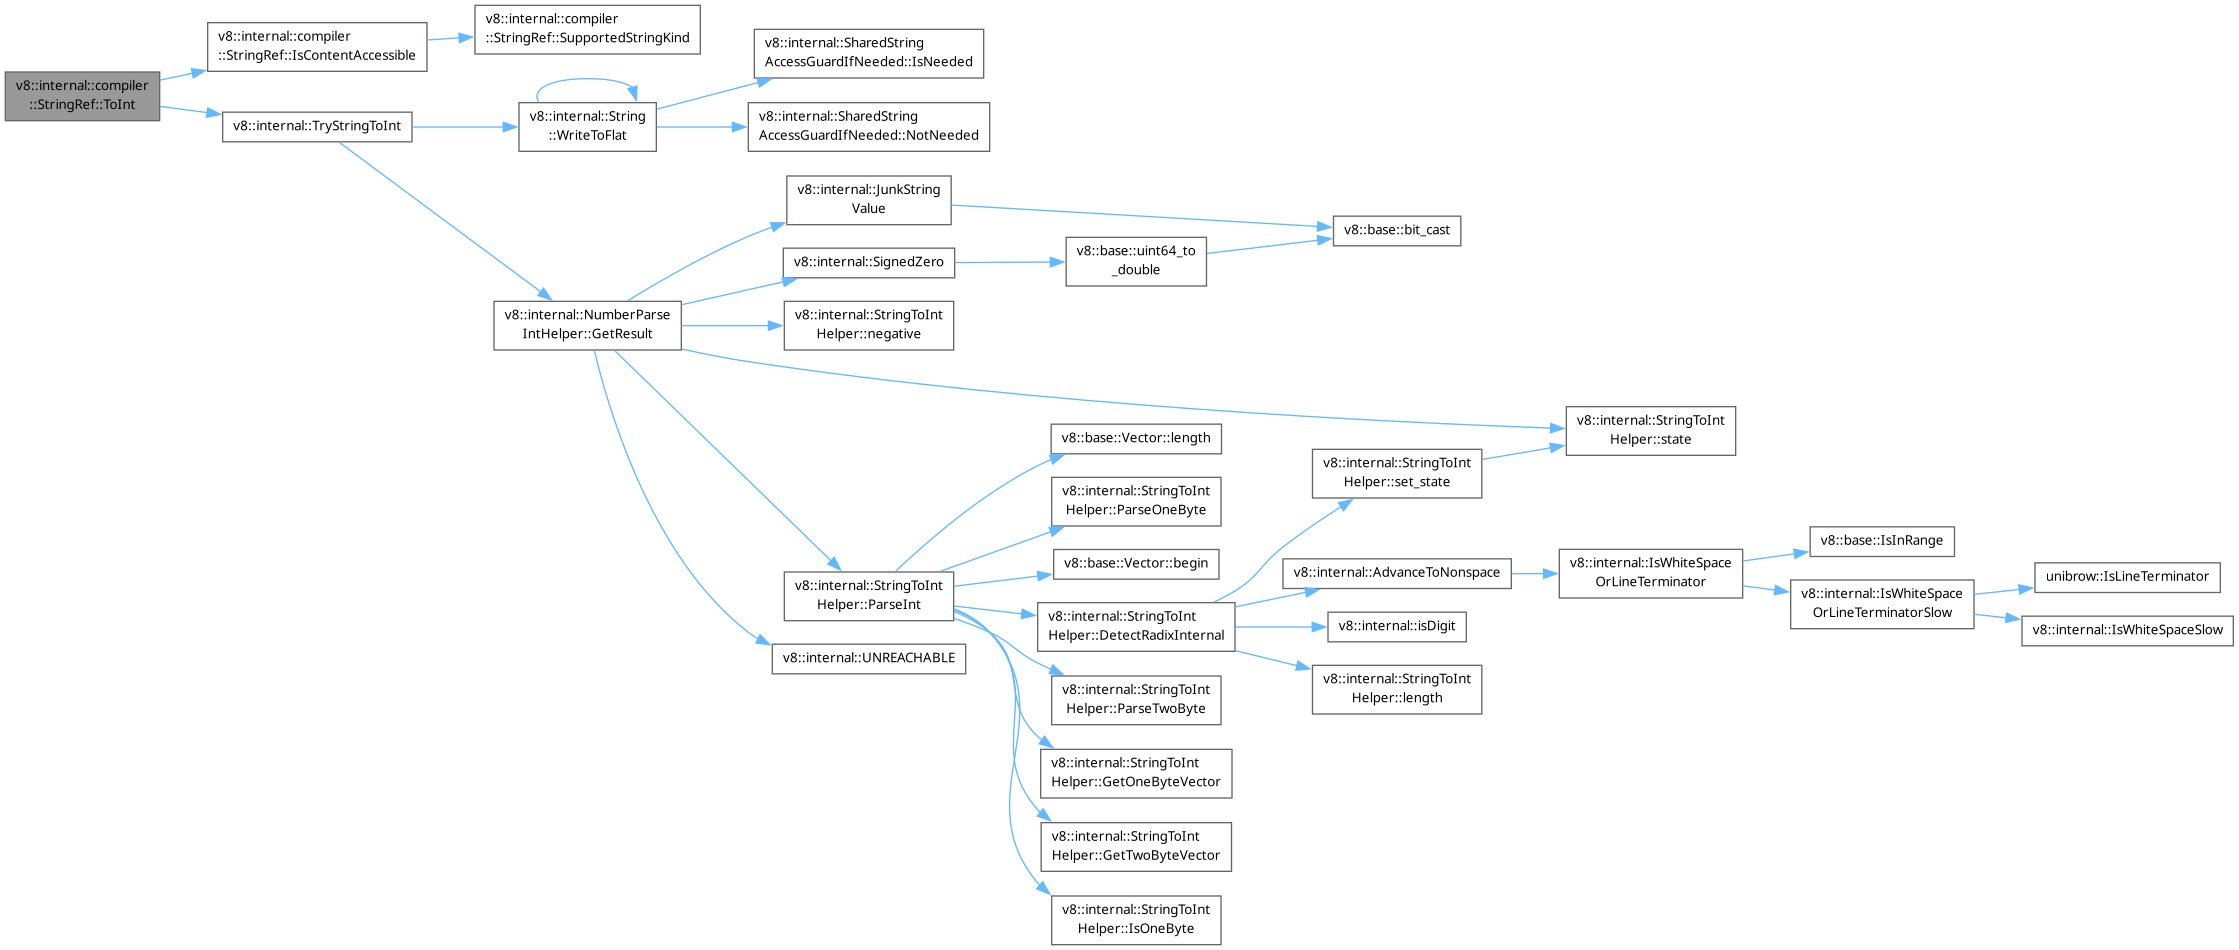 v8::internal::compiler
::StringRef::ToInt
v8::internal::compiler
::StringRef::IsContentAccessible
v8::internal::compiler
::StringRef::SupportedStringKind
v8::internal::TryStringToInt
v8::internal::String
::WriteToFlat
v8::internal::SharedString
AccessGuardIfNeeded::IsNeeded
v8::internal::SharedString
AccessGuardIfNeeded::NotNeeded
v8::internal::NumberParse
IntHelper::GetResult
v8::internal::JunkString
Value
v8::base::bit_cast
v8::internal::SignedZero
v8::base::uint64_to
_double
v8::internal::StringToInt
Helper::negative
v8::internal::StringToInt
Helper::state
v8::internal::StringToInt
Helper::ParseInt
v8::internal::UNREACHABLE
v8::base::Vector::length
v8::internal::StringToInt
Helper::ParseOneByte
v8::base::Vector::begin
v8::internal::StringToInt
Helper::DetectRadixInternal
v8::internal::StringToInt
Helper::set_state
v8::internal::AdvanceToNonspace
v8::internal::IsWhiteSpace
OrLineTerminator
v8::base::IsInRange
v8::internal::IsWhiteSpace
OrLineTerminatorSlow
unibrow::IsLineTerminator
v8::internal::IsWhiteSpaceSlow
v8::internal::isDigit
v8::internal::StringToInt
Helper::length
v8::internal::StringToInt
Helper::ParseTwoByte
v8::internal::StringToInt
Helper::GetOneByteVector
v8::internal::StringToInt
Helper::GetTwoByteVector
v8::internal::StringToInt
Helper::IsOneByte